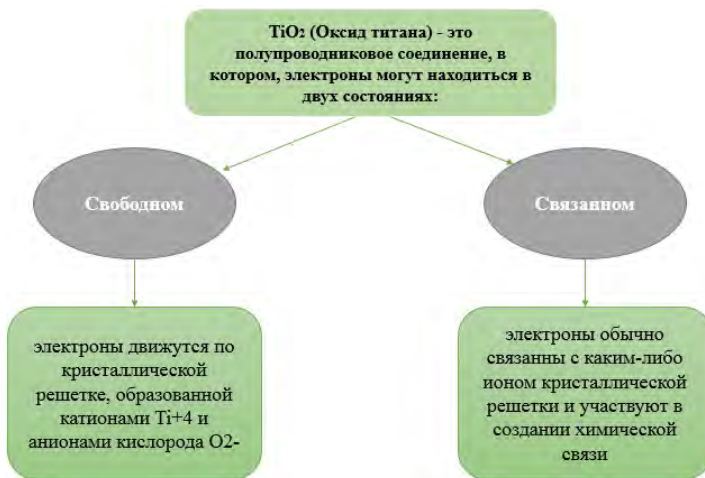 TiO₂ (Оксид титана) - это
полупроводниковое соединение, в
котором, электроны могут находиться в
двух состояниях:
Свободном
Связанном
электроны движутся по
кристаллической
решетке, образованной
катионами Ti+4 и
анионами кислорода О2-
электроны обычно
связанны с каким-либо
ионом кристаллической
решетки и участвуют в
создании химической
связи